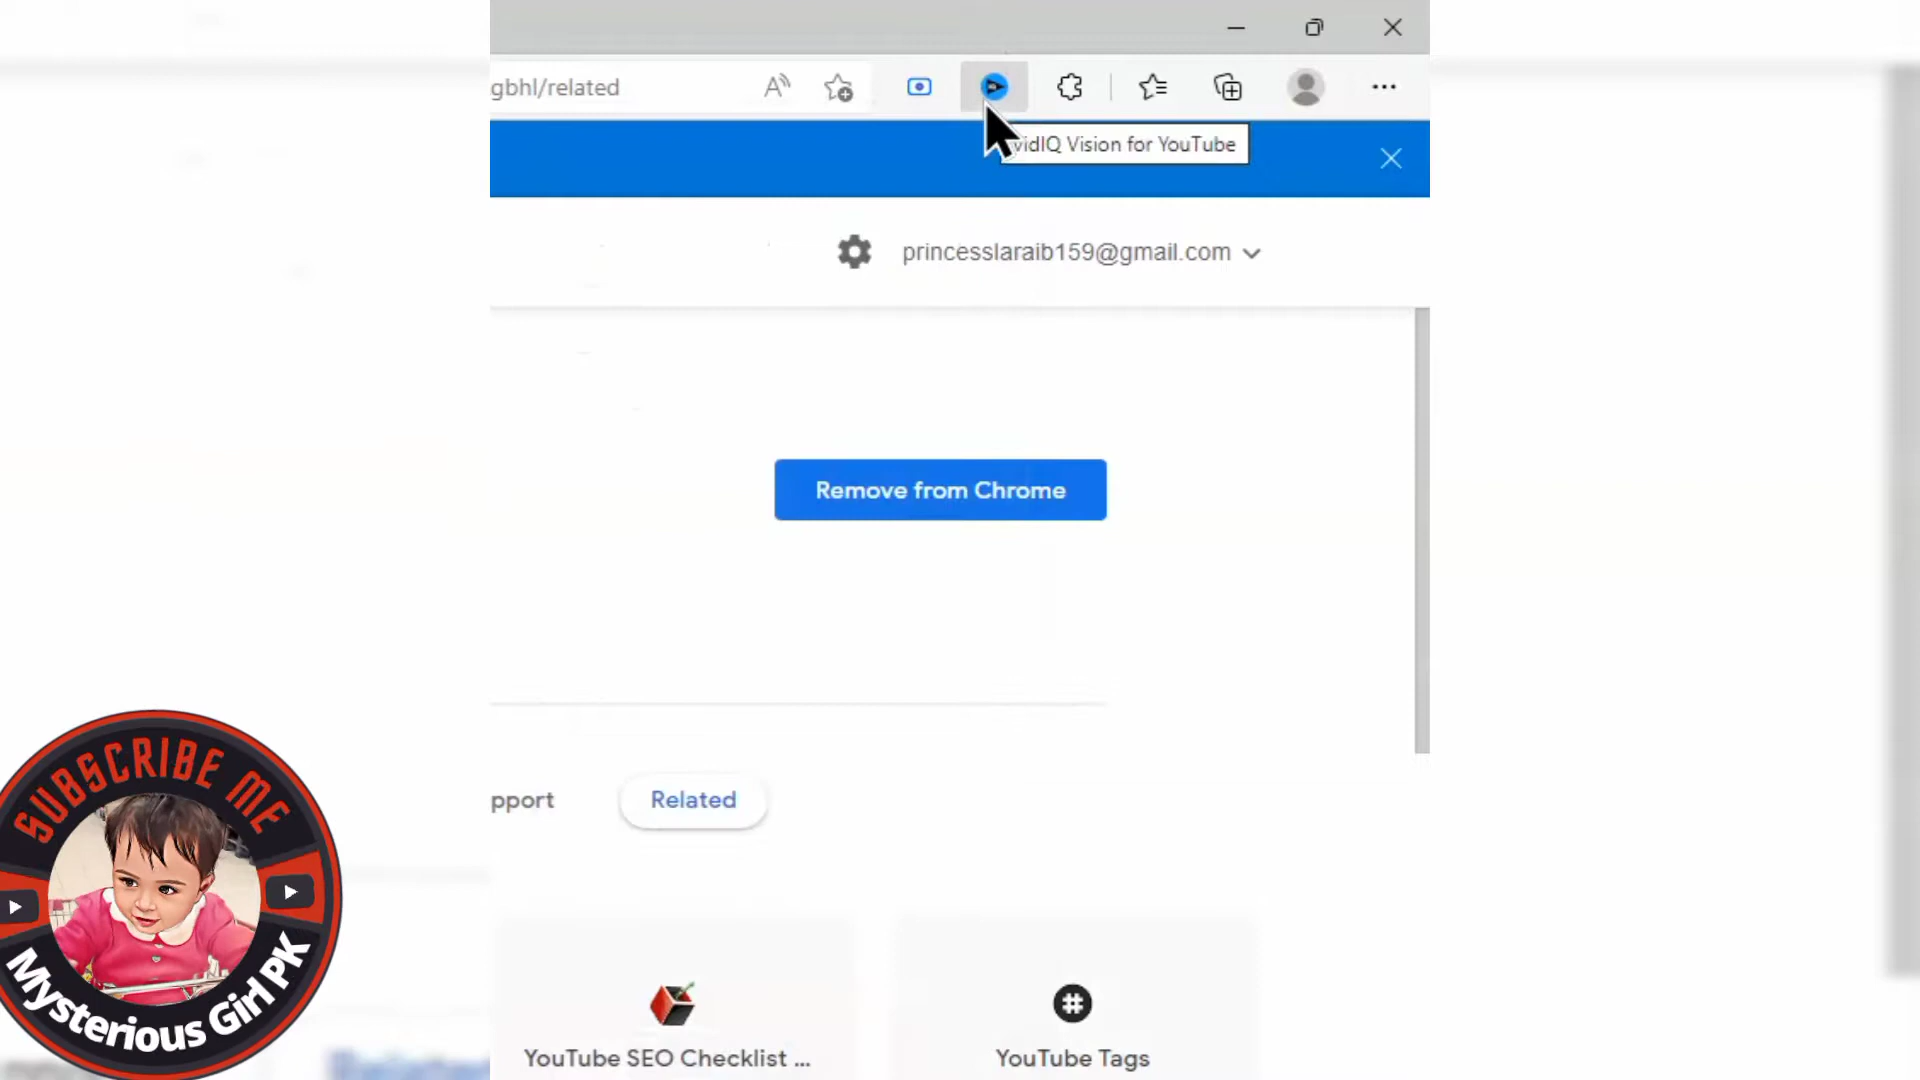 gbhl/related
vidIQ Vision for YouTube
princesslaraib159@gmail.com
Remove from Chrome
pport
Related
SUBSCRIBE ME
Mysterious Girl PK
YouTube SEO Checklist ...
YouTube Tags